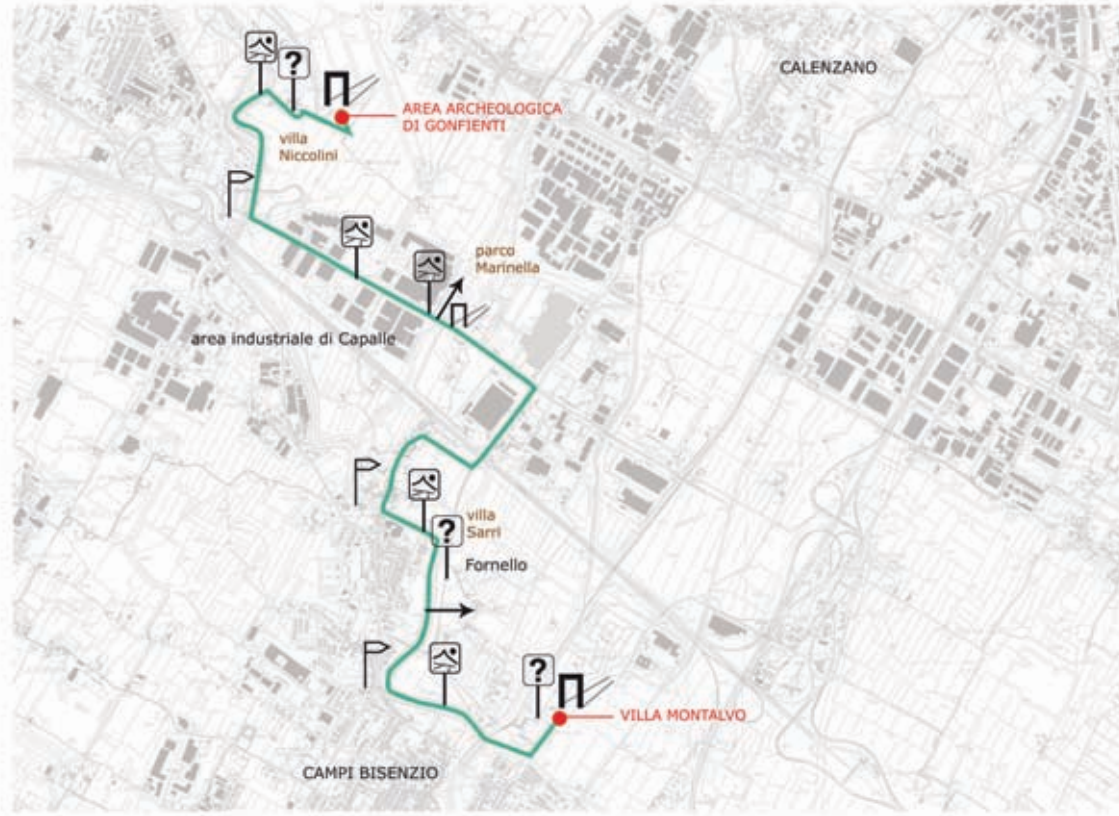 CALENZANO
?
AREA ARCHEOLOGICA
DI GONFIENTI
villa
Niccolini
parco
Marinella
area industriale di Capalle
villa
Sarri
?
Fornello
?
VILLA MONTALVO
CAMPI BISENZIO